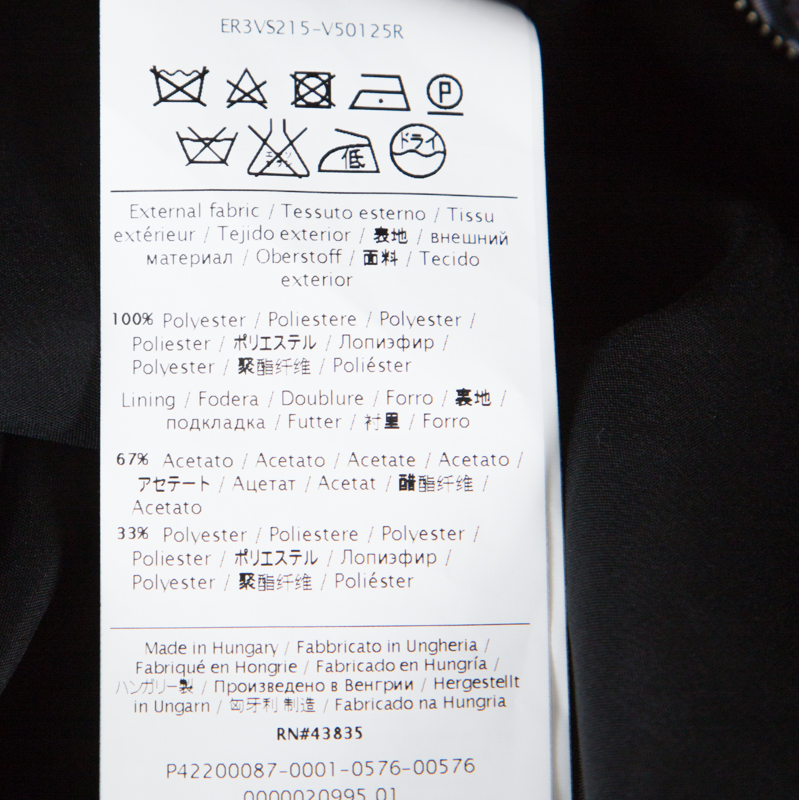 ER3VS215-V50125R
P
エンソサラシ
低
ドライ
External fabric / Tessuto esterno / Tissu
extérieur / Tejido exterior / 表地 / внешний
материал / Oberstoff / 面料 / Tecido
exterior
100% Polyester / Poliestere / Polyester /
Poliester / ポリエステル / Лопиэфир /
Polyester / 聚酯纤维 / Poliéster
Lining / Fodera / Doublure / Forro / 裏地 /
подкладка / Futter / 衬里 / Forro
67% Acetato / Acetato / Acetate / Acetato /
アセテート / Ацетат / Acetat / 醋酯纤维 /
Acetato
33% Polyester / Poliestere / Polyester /
Poliester / ポリエステル / Лопиэфир /
Polyester / 聚酯纤维 / Poliéster
Made in Hungary / Fabbricato in Ungheria /
Fabriqué en Hongrie / Fabricado en Hungría /
ハンガリー製 / Произведено в Венгрии / Hergestellt
in Ungarn / 匈牙利 制造 / Fabricado na Hungria
RN#43835
P42200087-0001-0576-00576
0000020995 01